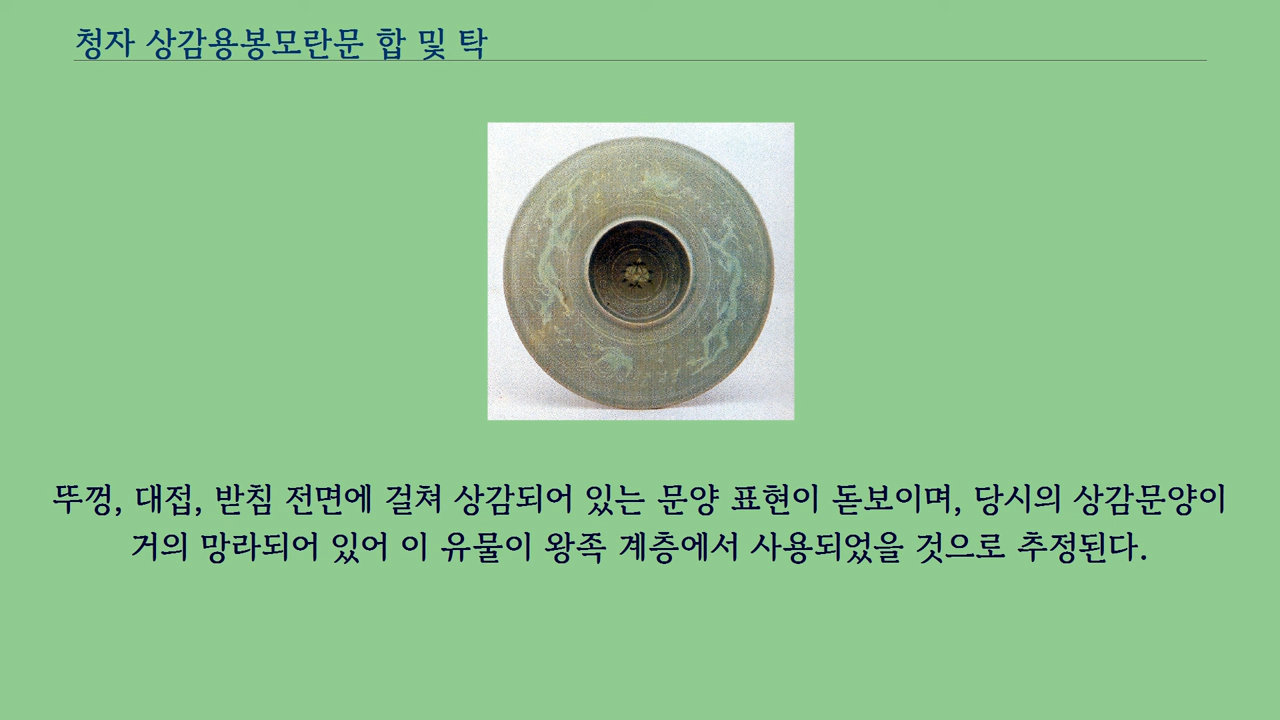 청자 상감용봉모란문 합 및 탁
뚜껑, 대접, 받침 전면에 걸쳐 상감되어 있는 문양 표현이 돋보이며, 당시의 상감문양이
거의 망라되어 있어 이 유물이 왕족 계층에서 사용되었을 것으로 추정된다.